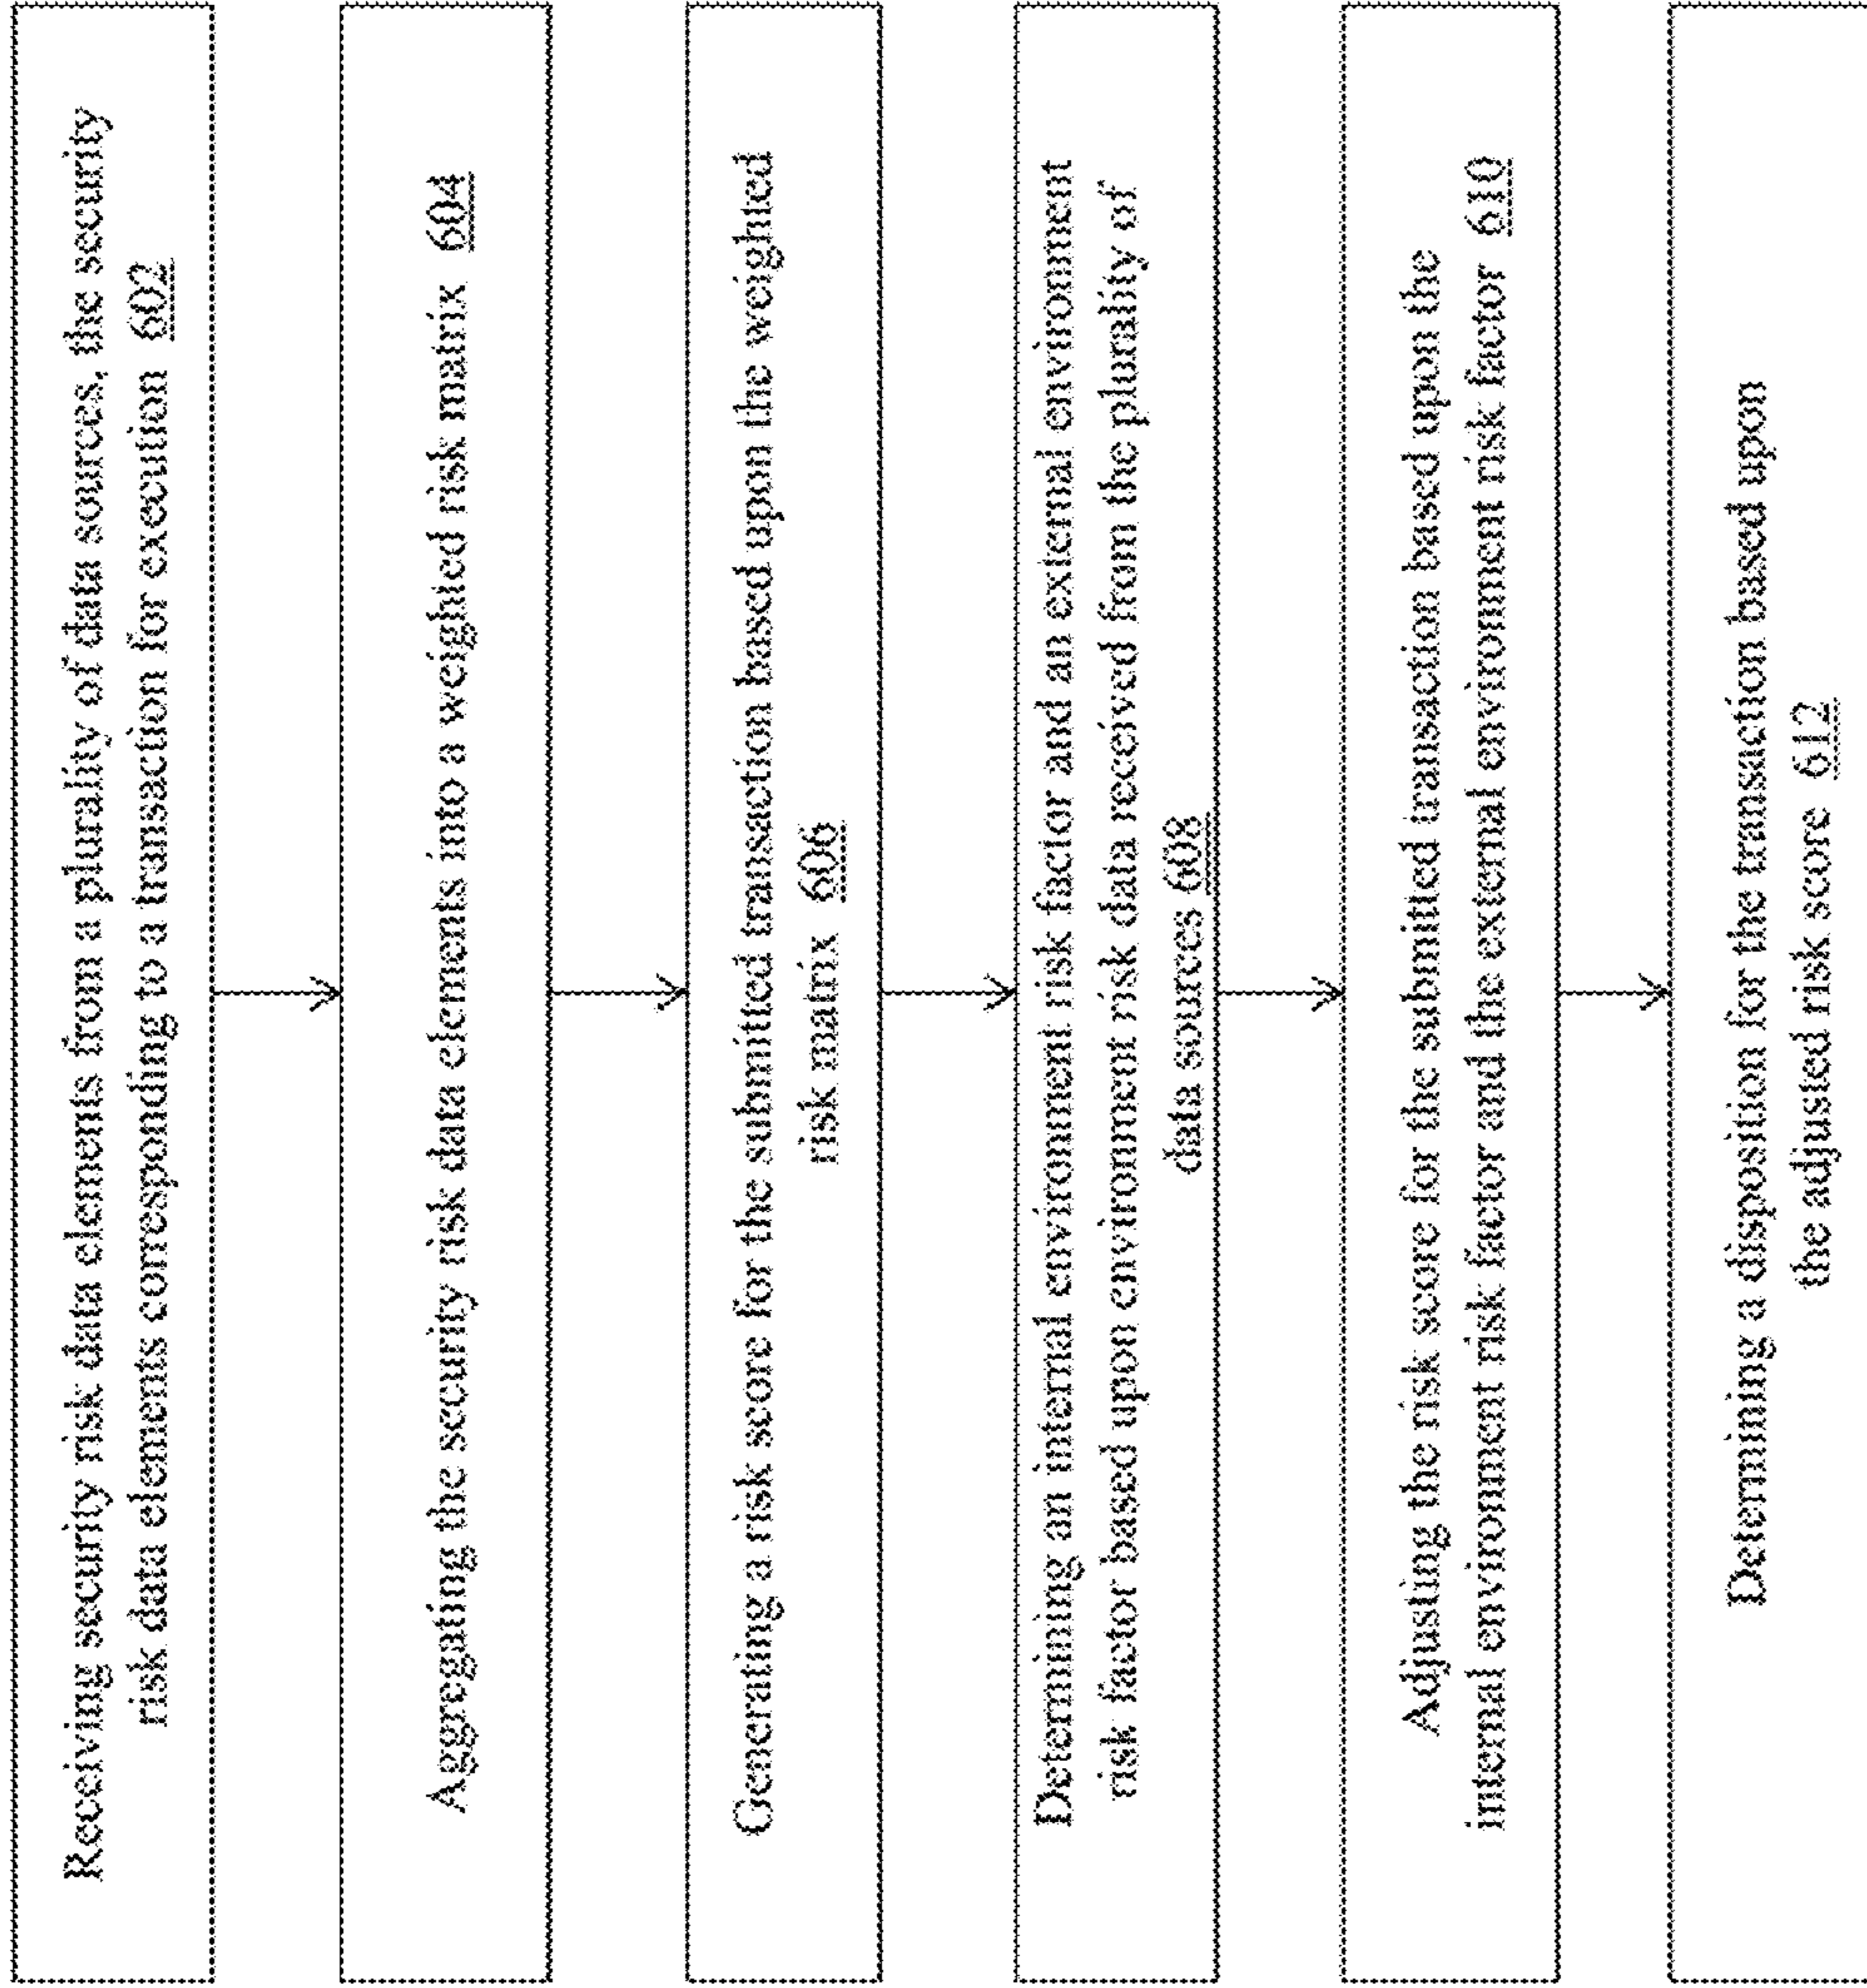 Receiving security risk data elements from a plurality of data sources, the security
risk data elements corresponding to a transaction for execution 602
Aggregating the security risk data elements into a weighted risk matrix 604
Generating a risk score for the submitted transaction based upon the weighted
risk matrix 606
Determining an internal environment risk factor and an external environment
risk factor based upon environment risk data received from the plurality of
data sources 608
Adjusting the risk score for the submitted transaction based upon the
internal environment risk factor and the external environment risk factor 610
Determining a disposition for the transaction based upon
the adjusted risk score 612